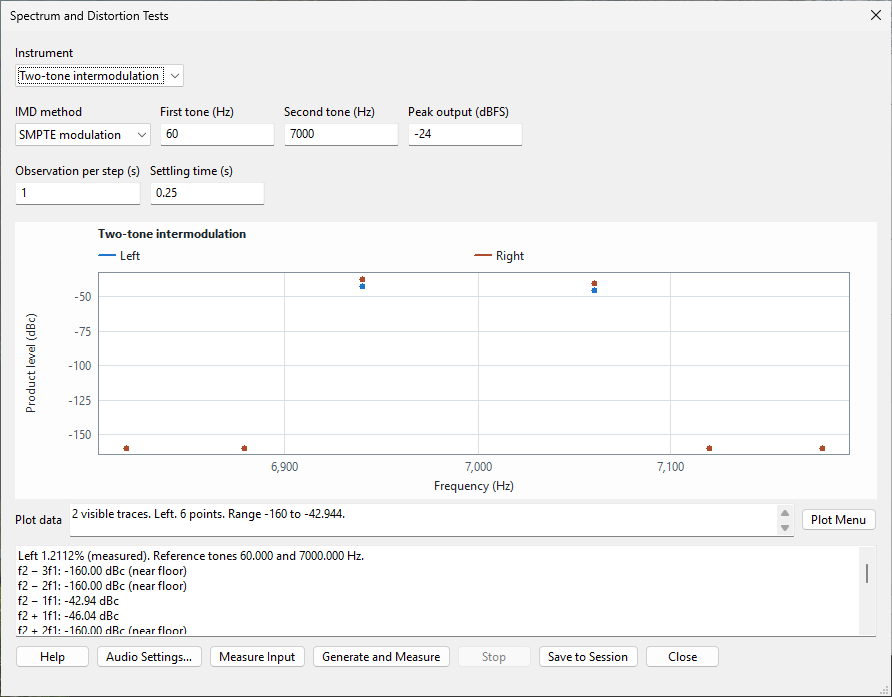 Spectrum and Distortion Tests
Instrument
Two-tone intermodulation
IMD method First tone (Hz) Second tone (Hz) Peak output (dBFS)
SMPTE modulation 60 7000 -24
Observation per step (s) Settling time (s)
1 0.25
Two-tone intermodulation
Left Right
-50
-75
-100
-125
-150
Product level (dBc)
6,900 7,000 7,100
Frequency (Hz)
Plot data 2 visible traces. Left. 6 points. Range -160 to -42.944. Plot Menu
Left 1.2112% (measured). Reference tones 60.000 and 7000.000 Hz.
f2 − 3f1: -160.00 dBc (near floor)
f2 − 2f1: -160.00 dBc (near floor)
f2 − 1f1: -42.94 dBc
f2 + 1f1: -46.04 dBc
f2 + 2f1: -160.00 dBc (near floor)
Help Audio Settings... Measure Input Generate and Measure Stop Save to Session Close